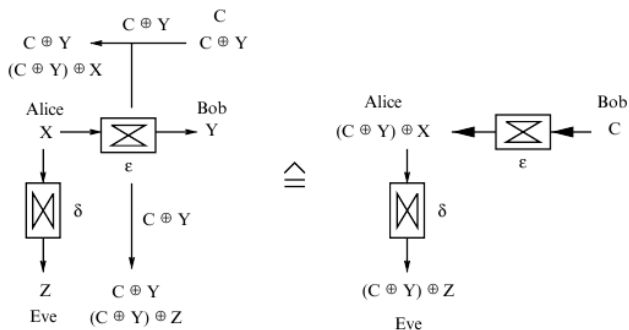 C ⊕ Y
C
C ⊕ Y
C ⊕ Y
(C ⊕ Y) ⊕ X
Alice
X
Bob
Y
ε
δ
C ⊕ Y
Z
Eve
C ⊕ Y
(C ⊕ Y) ⊕ Z
≙
Alice
(C ⊕ Y) ⊕ X
Bob
C
ε
δ
(C ⊕ Y) ⊕ Z
Eve